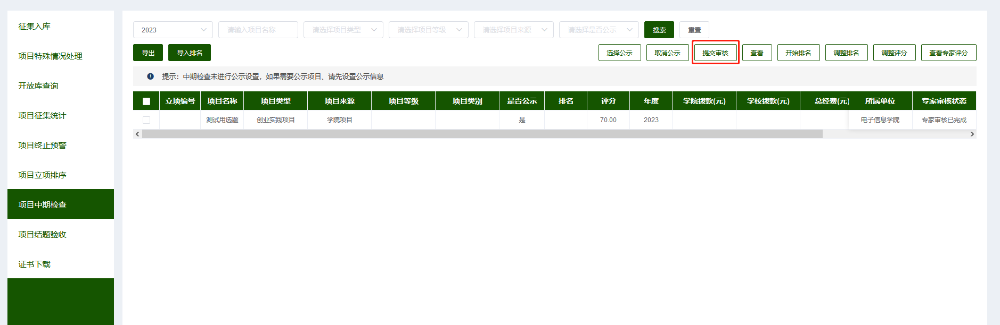 征集入库
项目特殊情况处理
开放库查询
项目征集统计
项目终止预警
项目立项排序
项目中期检查
项目结题验收
证书下载
2023 请输入项目名称 请选择项目类型 请选择项目等级 请选择项目来源 请选择是否公示 搜索 重置
导出 导入排名 选择公示 取消公示 提交审核 查看 开始排名 调整排名 调整评分 查看专家评分
提示：中期检查未进行公示设置，如果需要公示项目、请先设置公示信息
立项编号 项目名称 项目类型 项目来源 项目等级 项目类别 是否公示 排名 评分 年度 学院拨款(元) 学校拨款(元) 总经费(元) 所属单位 专家审核状态
测试用选题 创业实践项目 学院项目 是 70.00 2023 电子信息学院 专家审核已完成